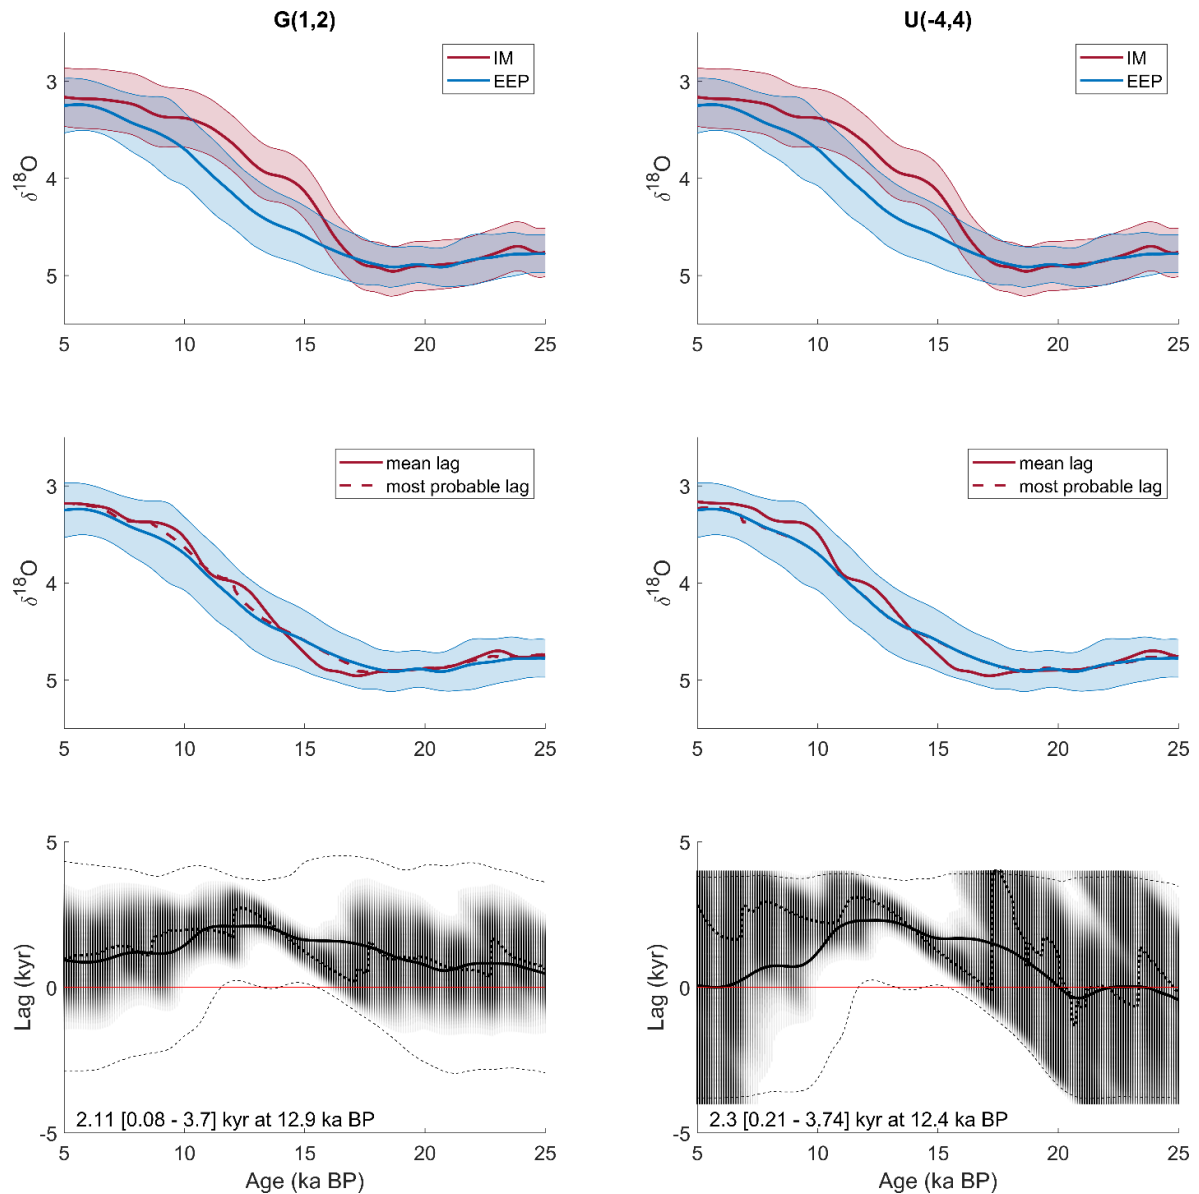 G(1,2)
U(-4,4)
IM
EEP
IM
EEP
3
4
5
δ18O
5
10
15
20
25
3
4
5
δ18O
5
10
15
20
25
mean lag
most probable lag
mean lag
most probable lag
3
4
5
δ18O
5
10
15
20
25
3
4
5
δ18O
5
10
15
20
25
5
0
-5
Lag (kyr)
2.11 [0.08 - 3.7] kyr at 12.9 ka BP
5
10
15
20
25
Age (ka BP)
5
0
-5
Lag (kyr)
2.3 [0.21 - 3.74] kyr at 12.4 ka BP
5
10
15
20
25
Age (ka BP)